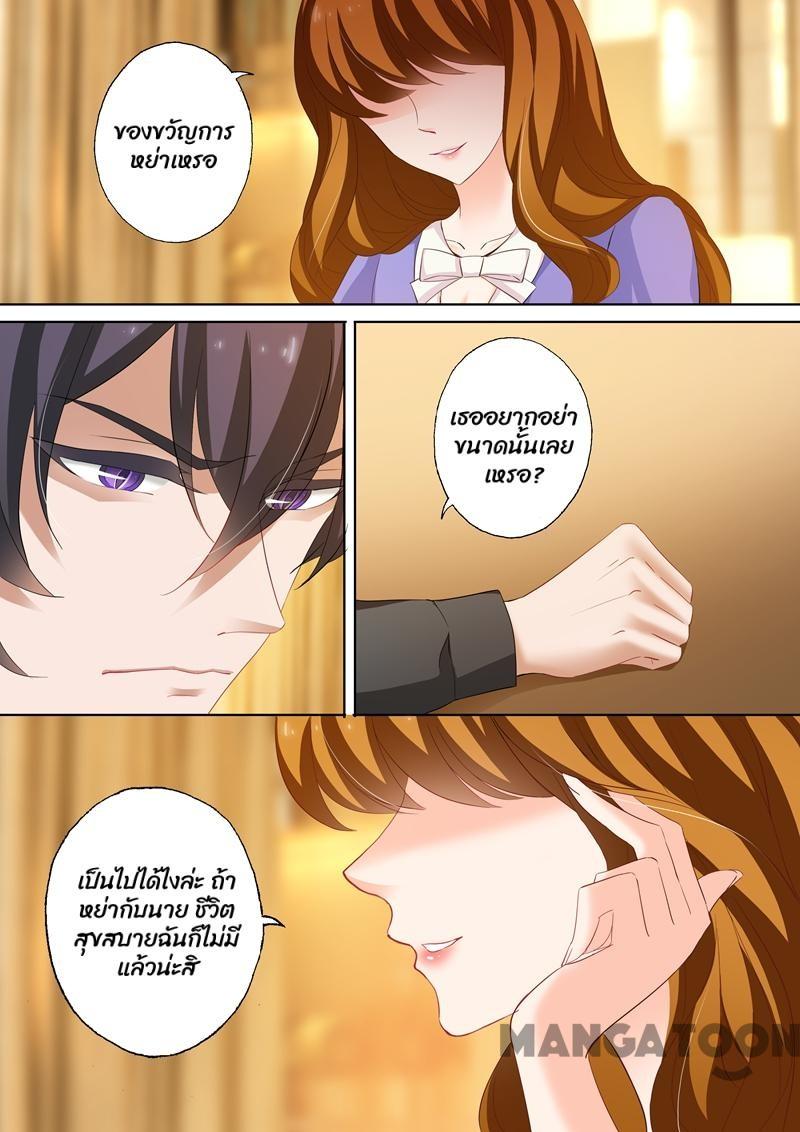 ของขวัญการ
หย่าเหรอ
เธออยากอย่า
ขนาดนั้นเลย
เหรอ?
เป็นไปได้ไงล่ะ ถ้า
หย่ากับนาย ชีวิต
สุขสบายฉันก็ไม่มี
แล้วน่ะสิ
MANGATOON